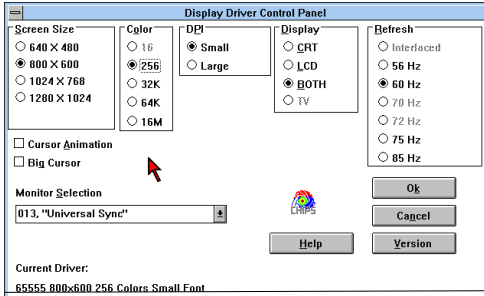 Display Driver Control Panel
Screen Size
640 X 480
800 X 600
1024 X 768
1280 X 1024
Color
16
256
32K
64K
16M
DPI
Small
Large
Display
CRT
LCD
BOTH
TV
Refresh
Interlaced
56 Hz
60 Hz
70 Hz
72 Hz
75 Hz
85 Hz
Cursor Animation
Big Cursor
Monitor Selection
013, "Universal Sync"
CHIPS
Ok
Cancel
Help
Version
Current Driver:
65555 800x600 256 Colors Small Font